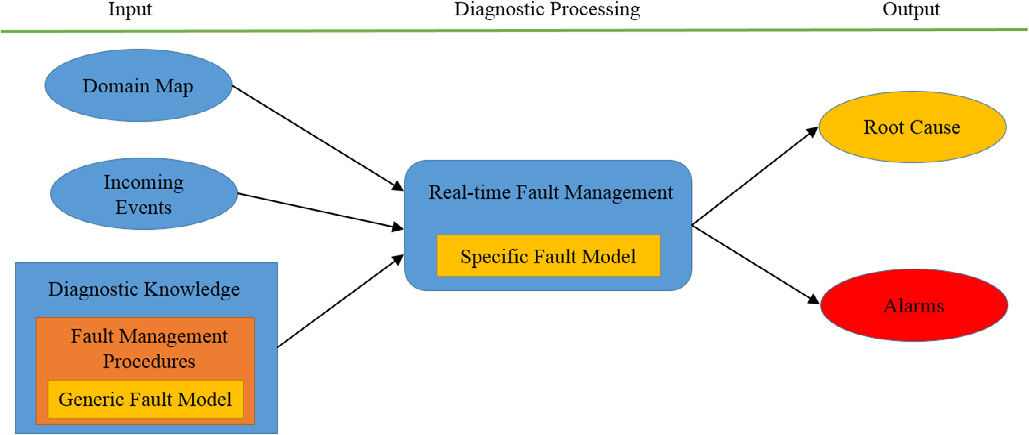 Input
Diagnostic Processing
Output
Domain Map
Incoming
Events
Diagnostic Knowledge
Fault Management
Procedures
Generic Fault Model
Real-time Fault Management
Specific Fault Model
Root Cause
Alarms